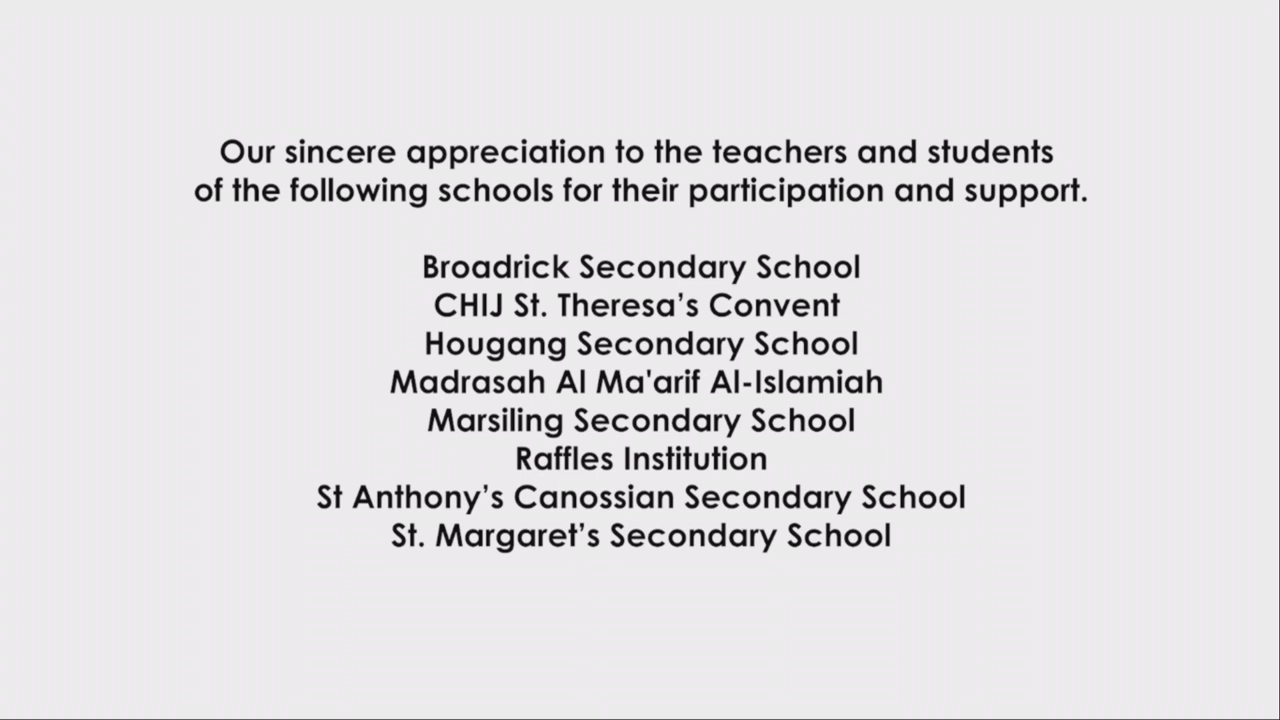 Our sincere appreciation to the teachers and students
of the following schools for their participation and support.
Broadrick Secondary School
CHIJ St. Theresa’s Convent
Hougang Secondary School
Madrasah Al Ma'arif Al-Islamiah
Marsiling Secondary School
Raffles Institution
St Anthony’s Canossian Secondary School
St. Margaret’s Secondary School